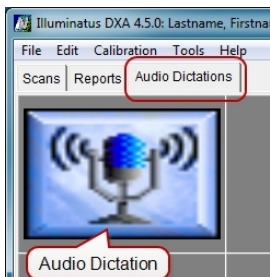 Illuminatus DXA 4.5.0: Lastname, Firstna
File Edit Calibration Tools Help
Scans Reports Audio Dictations
Audio Dictation